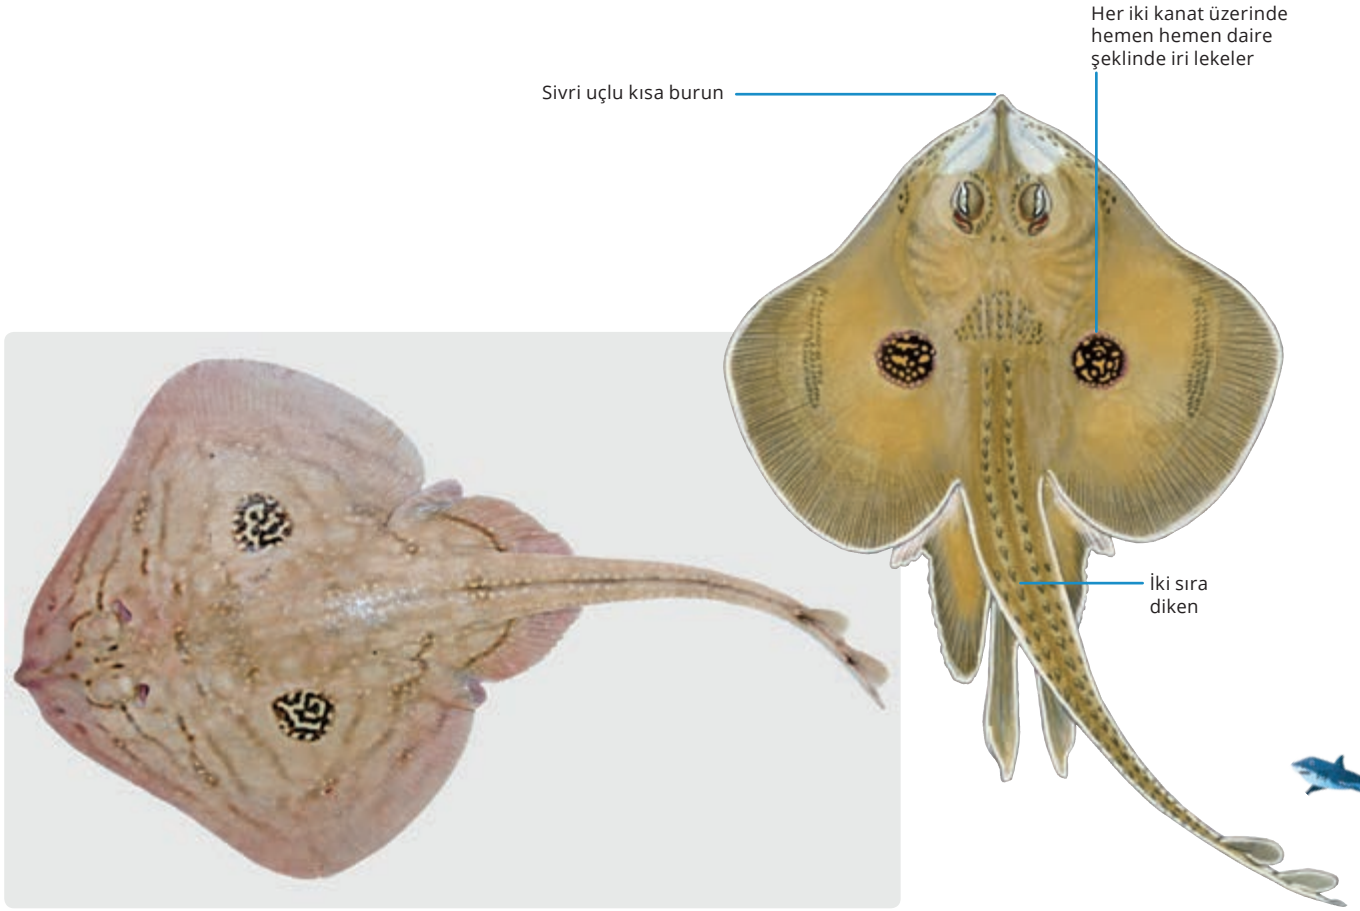 Her iki kanat üzerinde
hemen hemen daire
şeklinde iri lekeler
Sivri uçlu kısa burun
İki sıra
diken